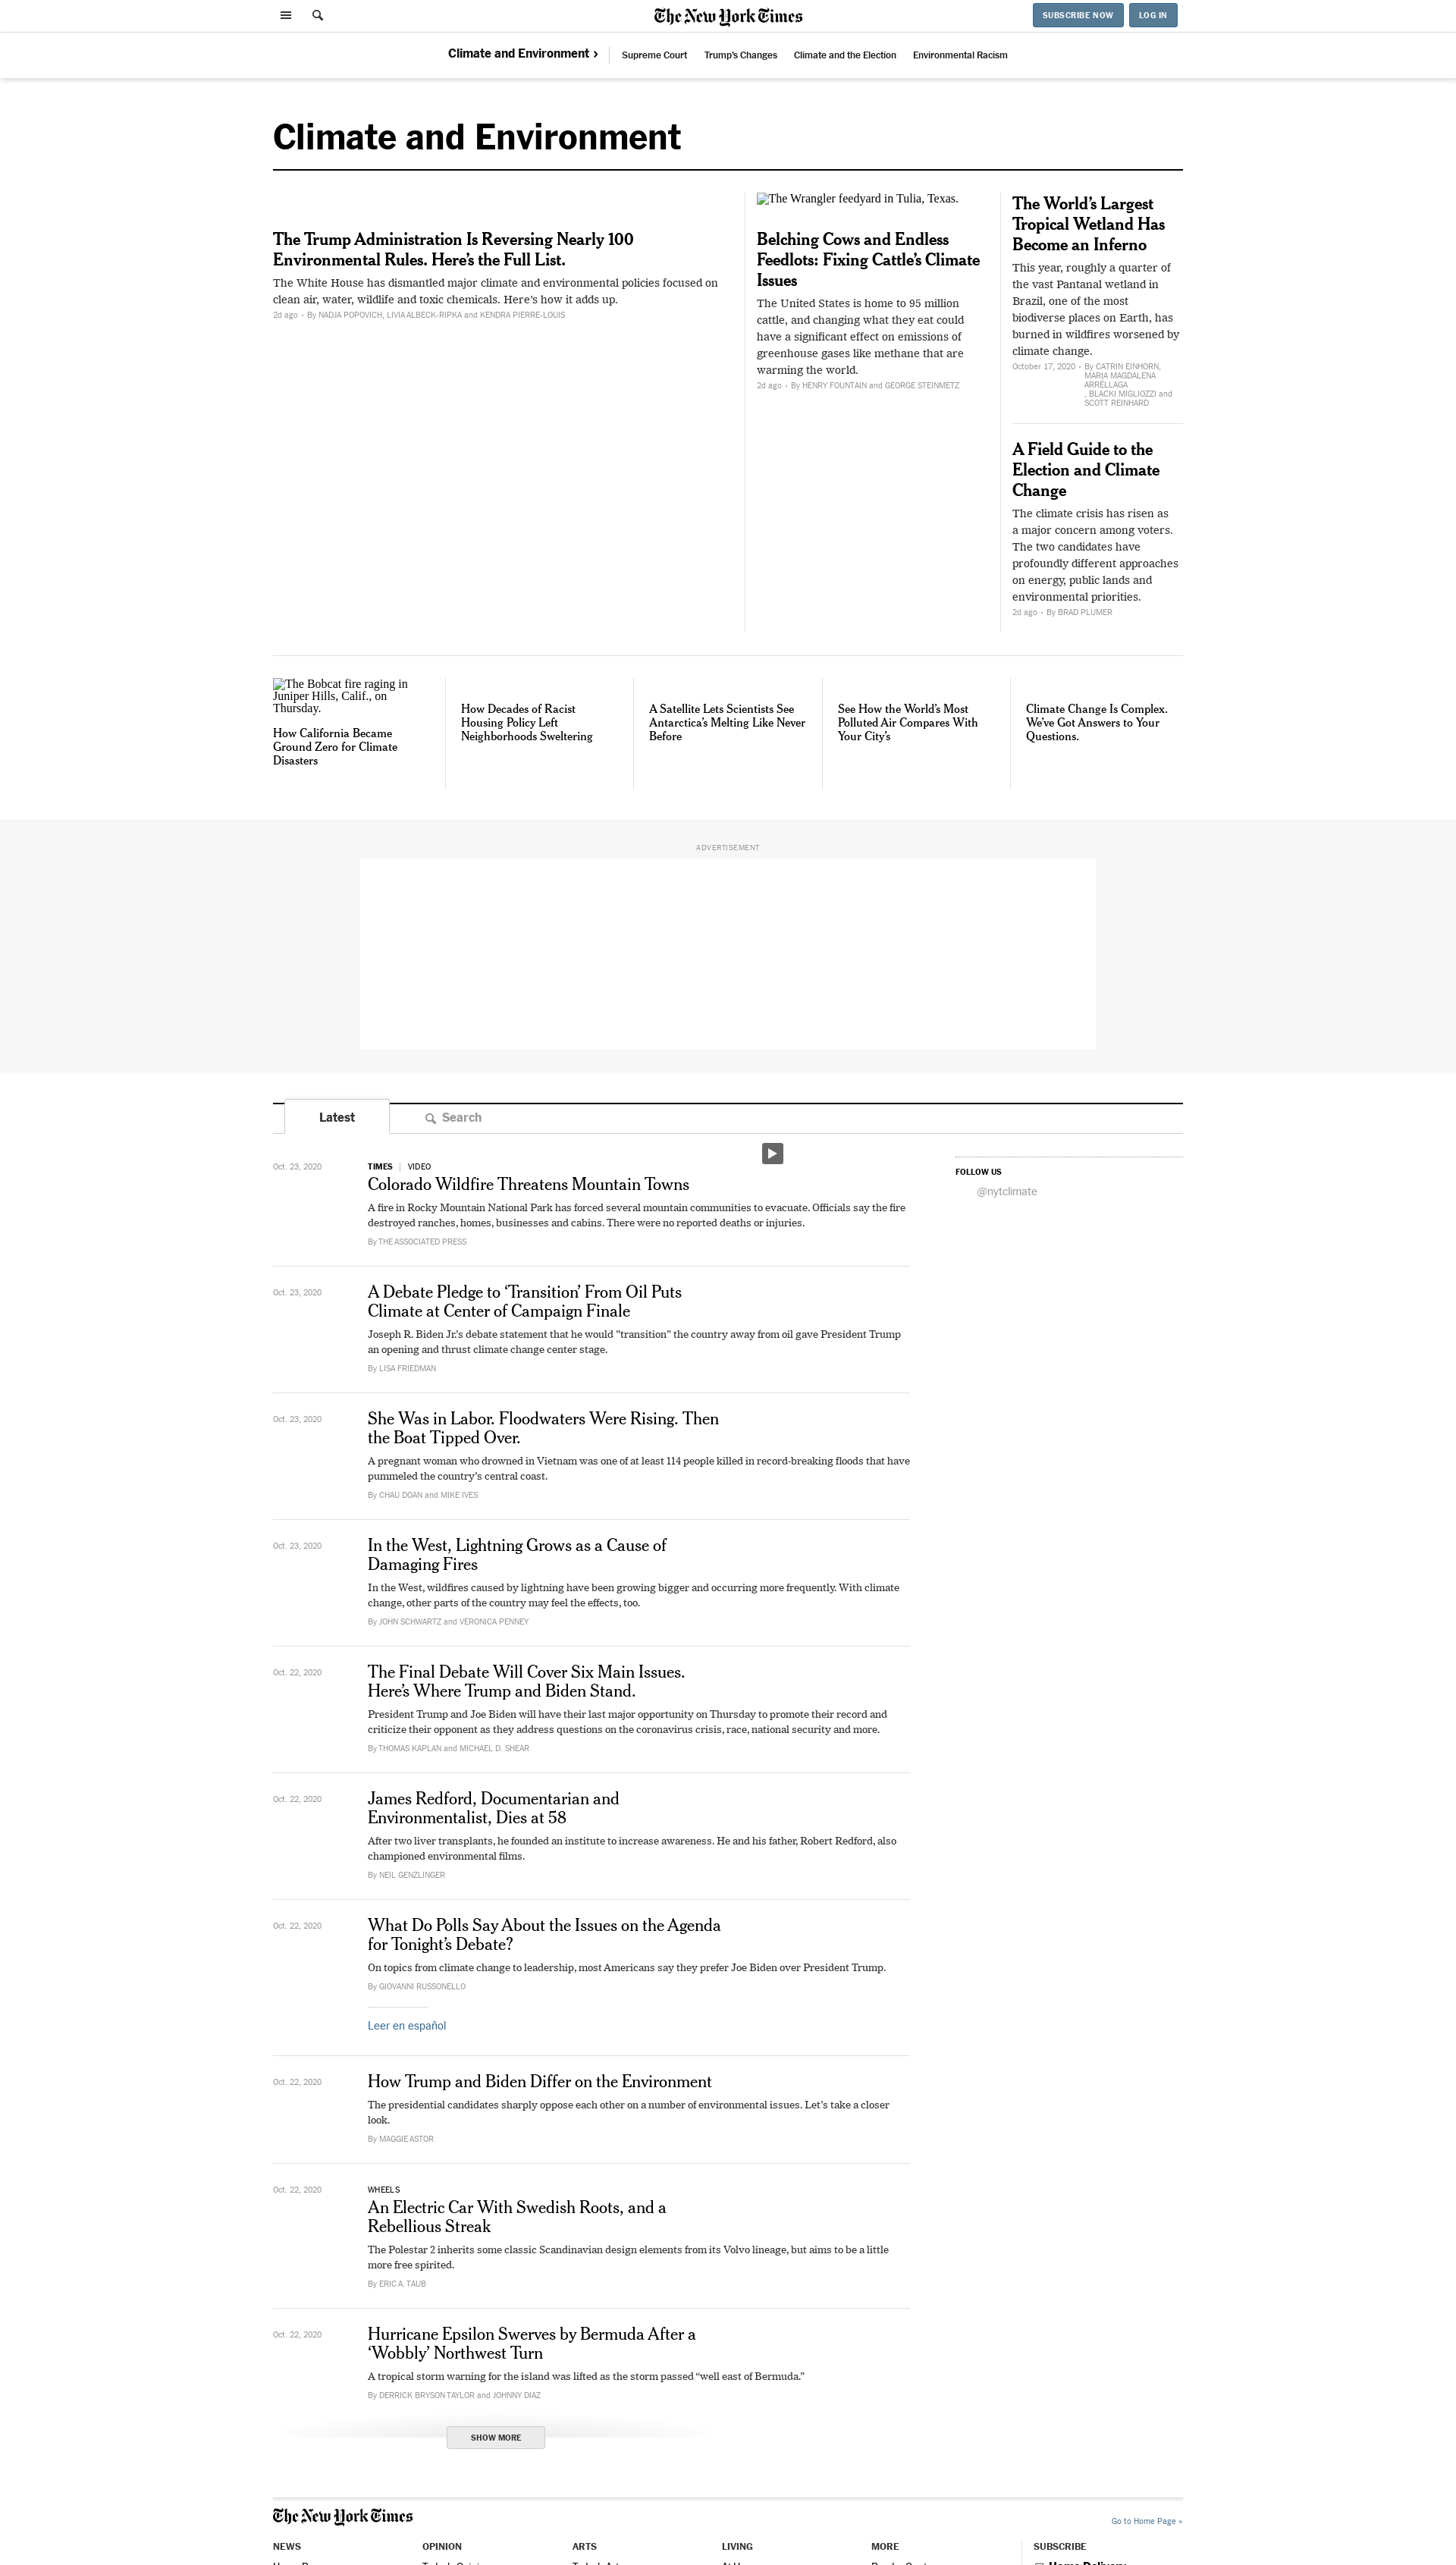 The New York Times
SUBSCRIBE NOW
LOG IN
Climate and Environment ›
Supreme Court
Trump's Changes
Climate and the Election
Environmental Racism
Climate and Environment
The Trump Administration Is Reversing Nearly 100
Environmental Rules. Here's the Full List.
The White House has dismantled major climate and environmental policies focused on
clean air, water, wildlife and toxic chemicals. Here's how it adds up.
2d ago • By NADJA POPOVICH, LIVIA ALBECK-RIPKA and KENDRA PIERRE-LOUIS
The Wrangler feedyard in Tulia, Texas.
Belching Cows and Endless
Feedlots: Fixing Cattle's Climate
Issues
The United States is home to 95 million
cattle, and changing what they eat could
have a significant effect on emissions of
greenhouse gases like methane that are
warming the world.
2d ago • By HENRY FOUNTAIN and GEORGE STEINMETZ
The World's Largest
Tropical Wetland Has
Become an Inferno
This year, roughly a quarter of
the vast Pantanal wetland in
Brazil, one of the most
biodiverse places on Earth, has
burned in wildfires worsened by
climate change.
October 17, 2020 • By CATRIN EINHORN,
MARIA MAGDALENA
ARRÉLLAGA
, BLACKI MIGLIOZZI and
SCOTT REINHARD
A Field Guide to the
Election and Climate
Change
The climate crisis has risen as
a major concern among voters.
The two candidates have
profoundly different approaches
on energy, public lands and
environmental priorities.
2d ago • By BRAD PLUMER
The Bobcat fire raging in
Juniper Hills, Calif., on
Thursday.
How California Became
Ground Zero for Climate
Disasters
How Decades of Racist
Housing Policy Left
Neighborhoods Sweltering
A Satellite Lets Scientists See
Antarctica's Melting Like Never
Before
See How the World's Most
Polluted Air Compares With
Your City's
Climate Change Is Complex.
We've Got Answers to Your
Questions.
ADVERTISEMENT
Latest
Search
Oct. 23, 2020
TIMES | VIDEO
Colorado Wildfire Threatens Mountain Towns
A fire in Rocky Mountain National Park has forced several mountain communities to evacuate. Officials say the fire
destroyed ranches, homes, businesses and cabins. There were no reported deaths or injuries.
By THE ASSOCIATED PRESS
FOLLOW US
@nytclimate
Oct. 23, 2020
A Debate Pledge to ‘Transition’ From Oil Puts
Climate at Center of Campaign Finale
Joseph R. Biden Jr.'s debate statement that he would "transition" the country away from oil gave President Trump
an opening and thrust climate change center stage.
By LISA FRIEDMAN
Oct. 23, 2020
She Was in Labor. Floodwaters Were Rising. Then
the Boat Tipped Over.
A pregnant woman who drowned in Vietnam was one of at least 114 people killed in record-breaking floods that have
pummeled the country's central coast.
By CHAU DOAN and MIKE IVES
Oct. 23, 2020
In the West, Lightning Grows as a Cause of
Damaging Fires
In the West, wildfires caused by lightning have been growing bigger and occurring more frequently. With climate
change, other parts of the country may feel the effects, too.
By JOHN SCHWARTZ and VERONICA PENNEY
Oct. 22, 2020
The Final Debate Will Cover Six Main Issues.
Here's Where Trump and Biden Stand.
President Trump and Joe Biden will have their last major opportunity on Thursday to promote their record and
criticize their opponent as they address questions on the coronavirus crisis, race, national security and more.
By THOMAS KAPLAN and MICHAEL D. SHEAR
Oct. 22, 2020
James Redford, Documentarian and
Environmentalist, Dies at 58
After two liver transplants, he founded an institute to increase awareness. He and his father, Robert Redford, also
championed environmental films.
By NEIL GENZLINGER
Oct. 22, 2020
What Do Polls Say About the Issues on the Agenda
for Tonight's Debate?
On topics from climate change to leadership, most Americans say they prefer Joe Biden over President Trump.
By GIOVANNI RUSSONELLO
Leer en español
Oct. 22, 2020
How Trump and Biden Differ on the Environment
The presidential candidates sharply oppose each other on a number of environmental issues. Let's take a closer
look.
By MAGGIE ASTOR
Oct. 22, 2020
WHEELS
An Electric Car With Swedish Roots, and a
Rebellious Streak
The Polestar 2 inherits some classic Scandinavian design elements from its Volvo lineage, but aims to be a little
more free spirited.
By ERIC A. TAUB
Oct. 22, 2020
Hurricane Epsilon Swerves by Bermuda After a
‘Wobbly’ Northwest Turn
A tropical storm warning for the island was lifted as the storm passed “well east of Bermuda.”
By DERRICK BRYSON TAYLOR and JOHNNY DIAZ
SHOW MORE
The New York Times
Go to Home Page »
NEWS
OPINION
ARTS
LIVING
MORE
SUBSCRIBE